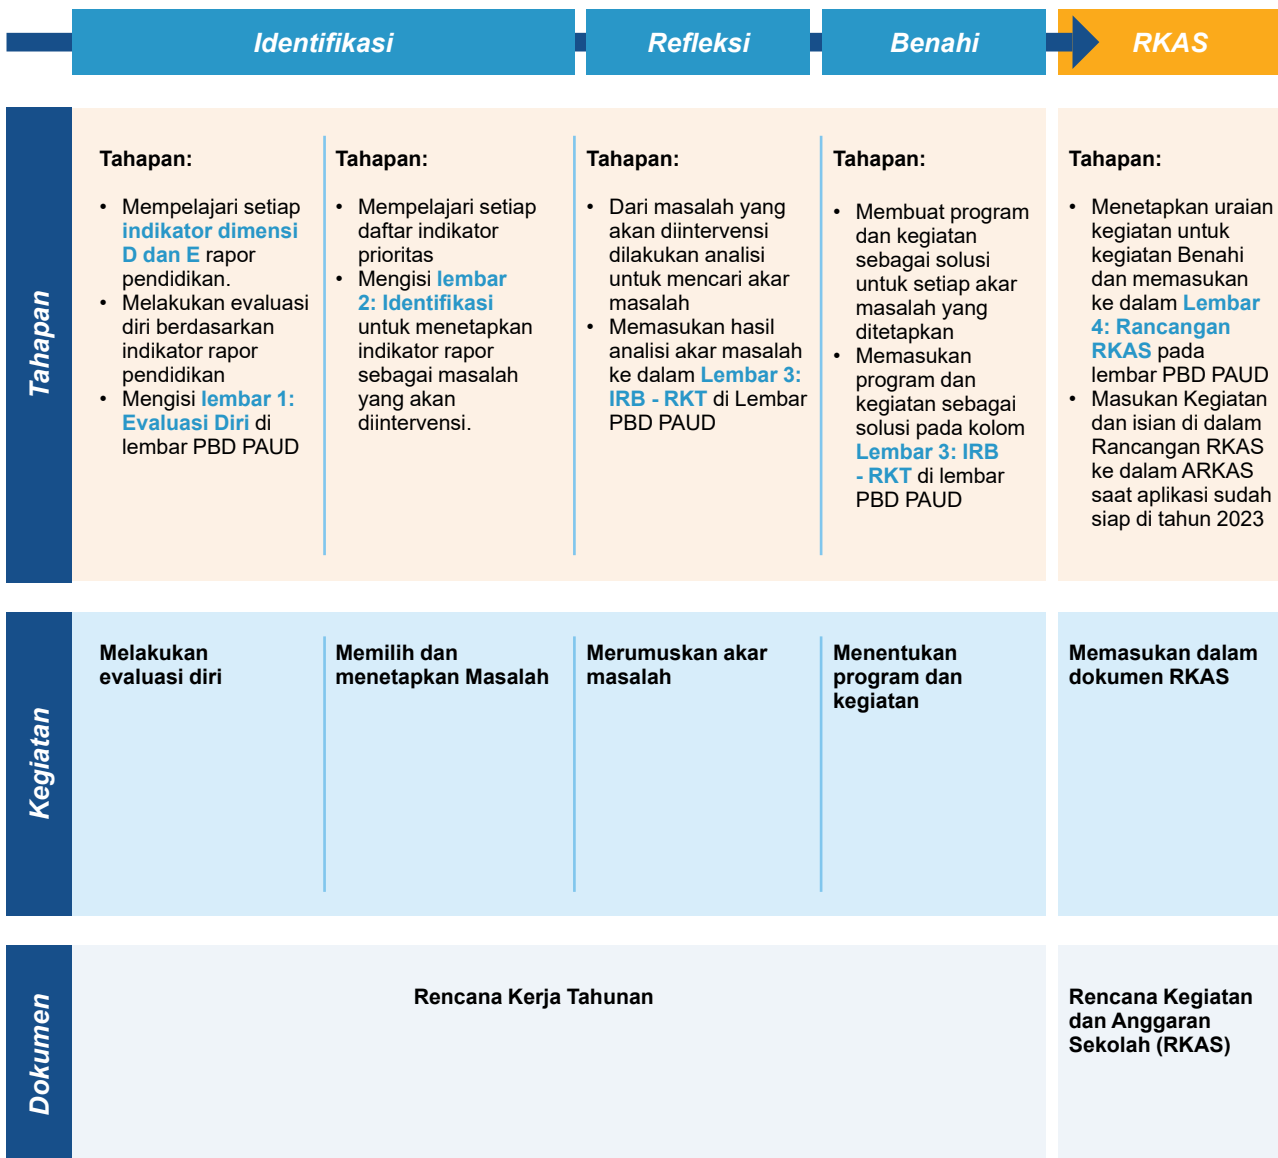 Identifikasi
Refleksi
Benahi
RKAS
Tahapan
Tahapan:
• Mempelajari setiap
indikator dimensi
D dan E rapor
pendidikan.
• Melakukan evaluasi
diri berdasarkan
indikator rapor
pendidikan
• Mengisi lembar 1:
Evaluasi Diri di
lembar PBD PAUD
Tahapan:
• Mempelajari setiap
daftar indikator
prioritas
• Mengisi lembar
2: Identifikasi
untuk menetapkan
indikator rapor
sebagai masalah
yang akan
diintervensi.
Tahapan:
• Dari masalah yang
akan diintervensi
dilakukan analisi
untuk mencari akar
masalah
• Memasukan hasil
analisi akar masalah
ke dalam Lembar 3:
IRB - RKT di Lembar
PBD PAUD
Tahapan:
• Membuat program
dan kegiatan
sebagai solusi
untuk setiap akar
masalah yang
ditetapkan
• Memasukan
program dan
kegiatan sebagai
solusi pada kolom
Lembar 3: IRB
- RKT di lembar
PBD PAUD
Tahapan:
• Menetapkan uraian
kegiatan untuk
kegiatan Benahi
dan memasukan
ke dalam Lembar
4: Rancangan
RKAS pada
lembar PBD PAUD
• Masukan Kegiatan
dan isian di dalam
Rancangan RKAS
ke dalam ARKAS
saat aplikasi sudah
siap di tahun 2023
Kegiatan
Melakukan
evaluasi diri
Memilih dan
menetapkan Masalah
Merumuskan akar
masalah
Menentukan
program dan
kegiatan
Memasukan dalam
dokumen RKAS
Dokumen
Rencana Kerja Tahunan
Rencana Kegiatan
dan Anggaran
Sekolah (RKAS)